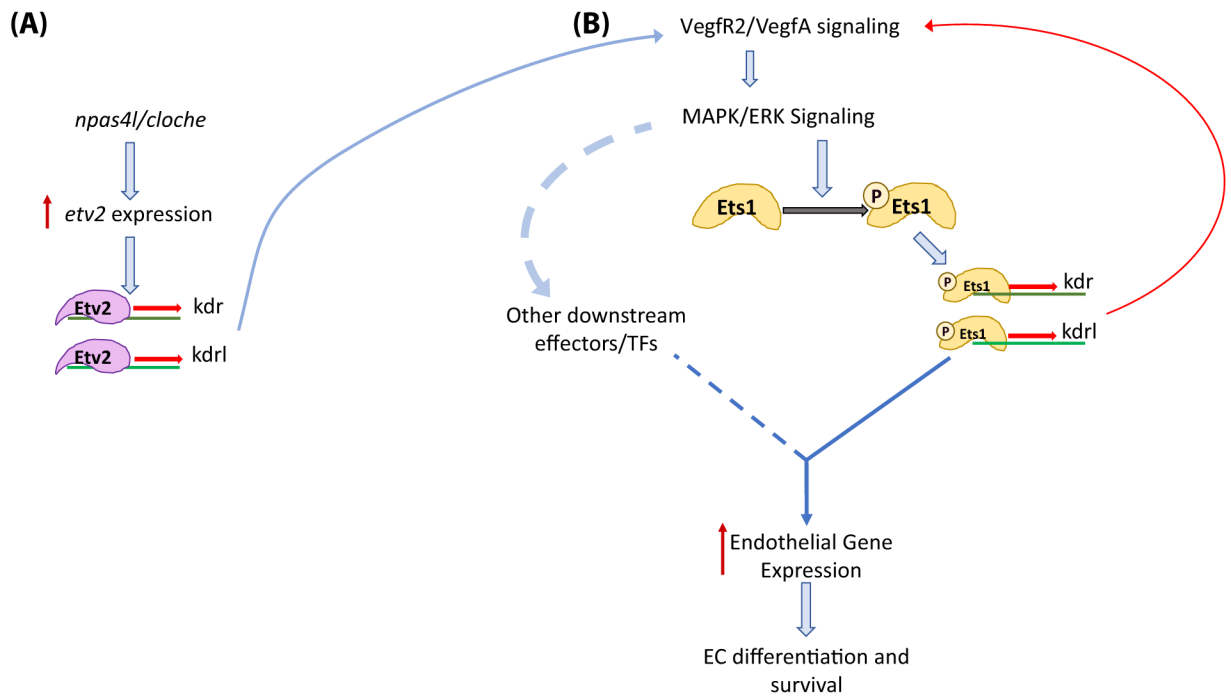 (A)
npas4l/cloche
etv2 expression
Etv2
kdr
Etv2
kdrl
(B)
VegfR2/VegfA signaling
MAPK/ERK Signaling
Ets1
P
Ets1
P
Ets1
kdr
P
Ets1
kdrl
Other downstream
effectors/TFs
Endothelial Gene
Expression
EC differentiation and
survival